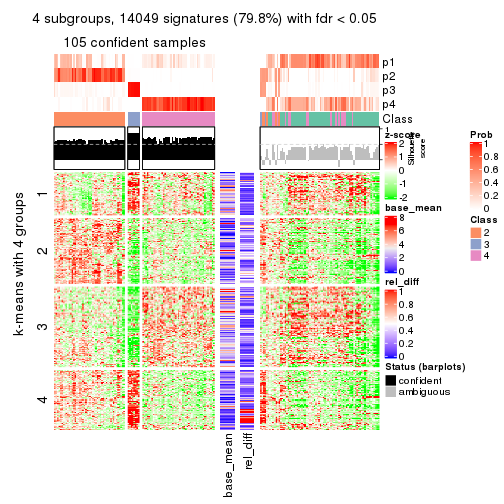 4 subgroups, 14049 signatures (79.8%) with fdr < 0.05
105 confident samples
p1
p2
p3
p4
Class
1
Silhouette
score
k-means with 4 groups
1
2
3
4
base_mean
rel_diff
z-score
2
1
0
-1
-2
base_mean
8
6
4
2
0
rel_diff
1
0.8
0.6
0.4
0.2
0
Status (barplots)
confident
ambiguous
Prob
1
0.8
0.6
0.4
0.2
0
Class
2
3
4